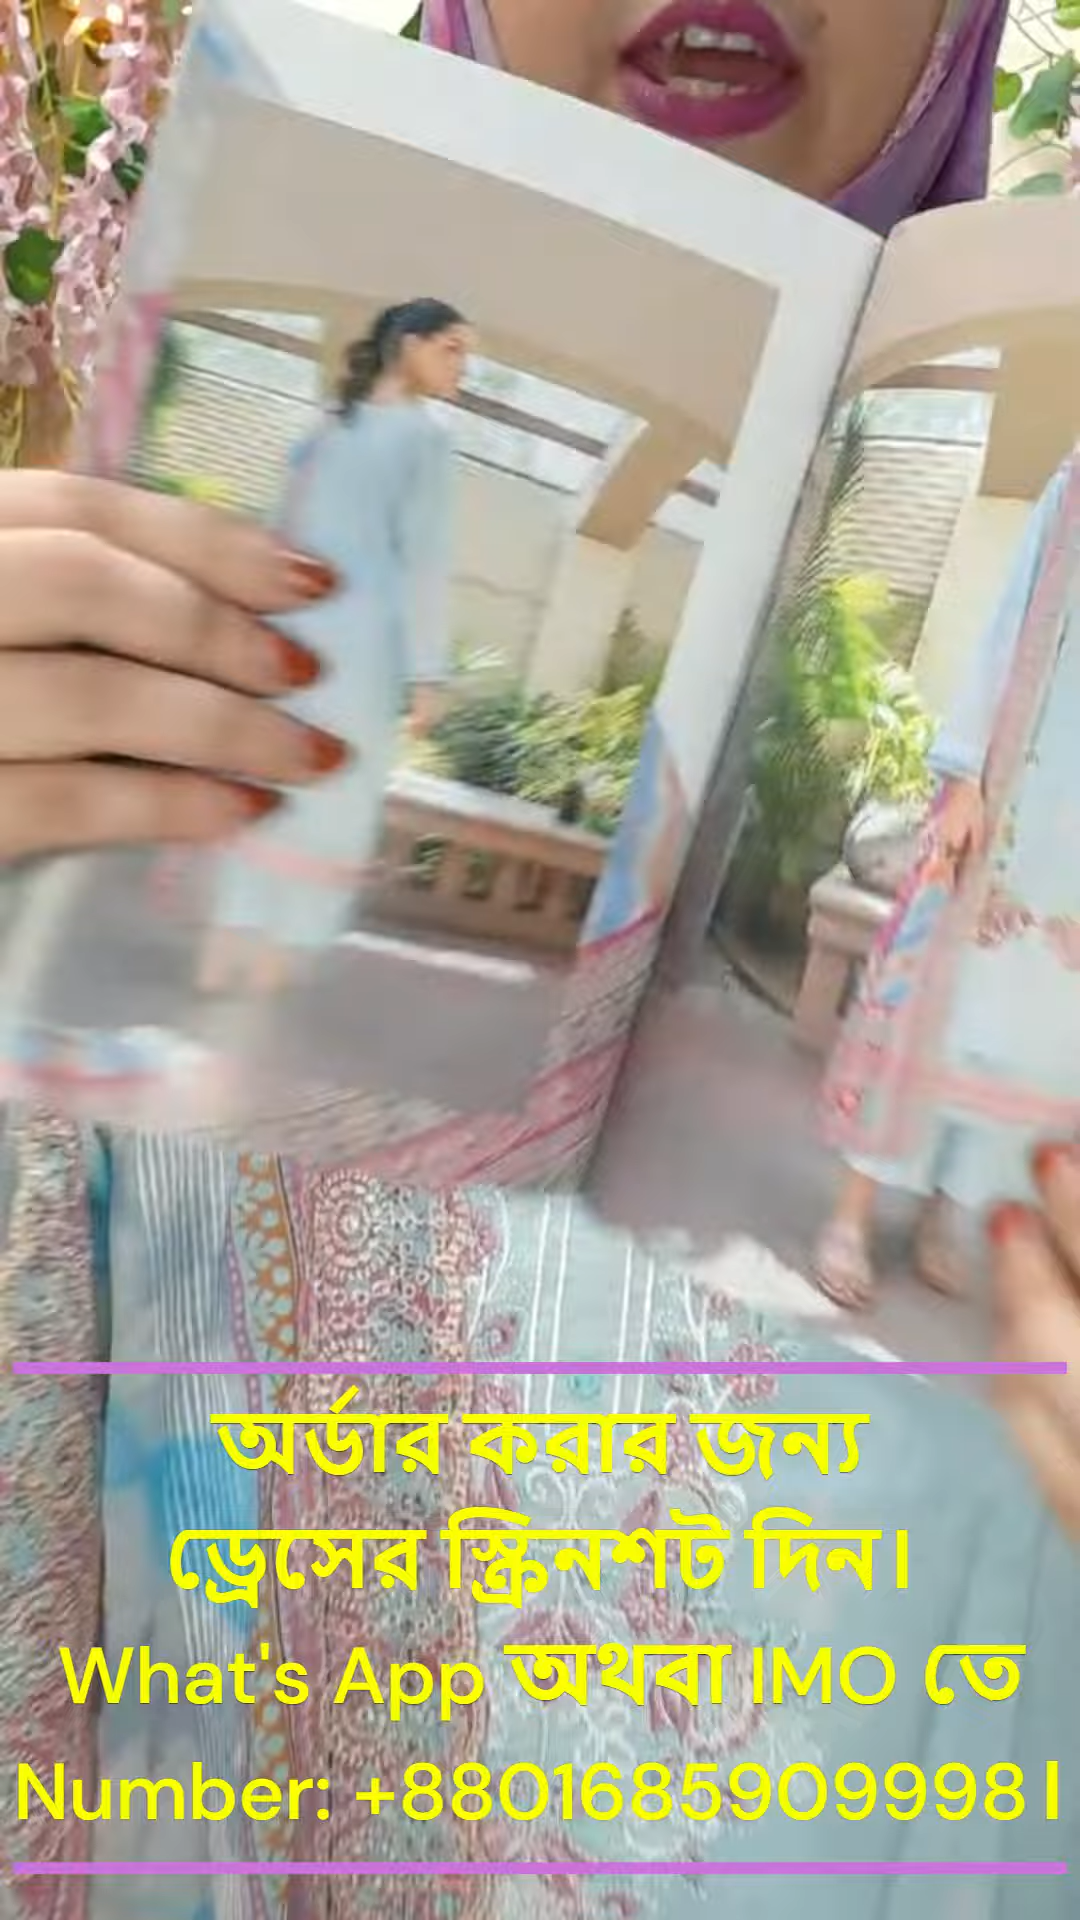 অর্ডার করার জন্য
ড্রেসের স্ক্রিনশট দিন।
What's App অথবা IMO তে
Number: +8801685909998।